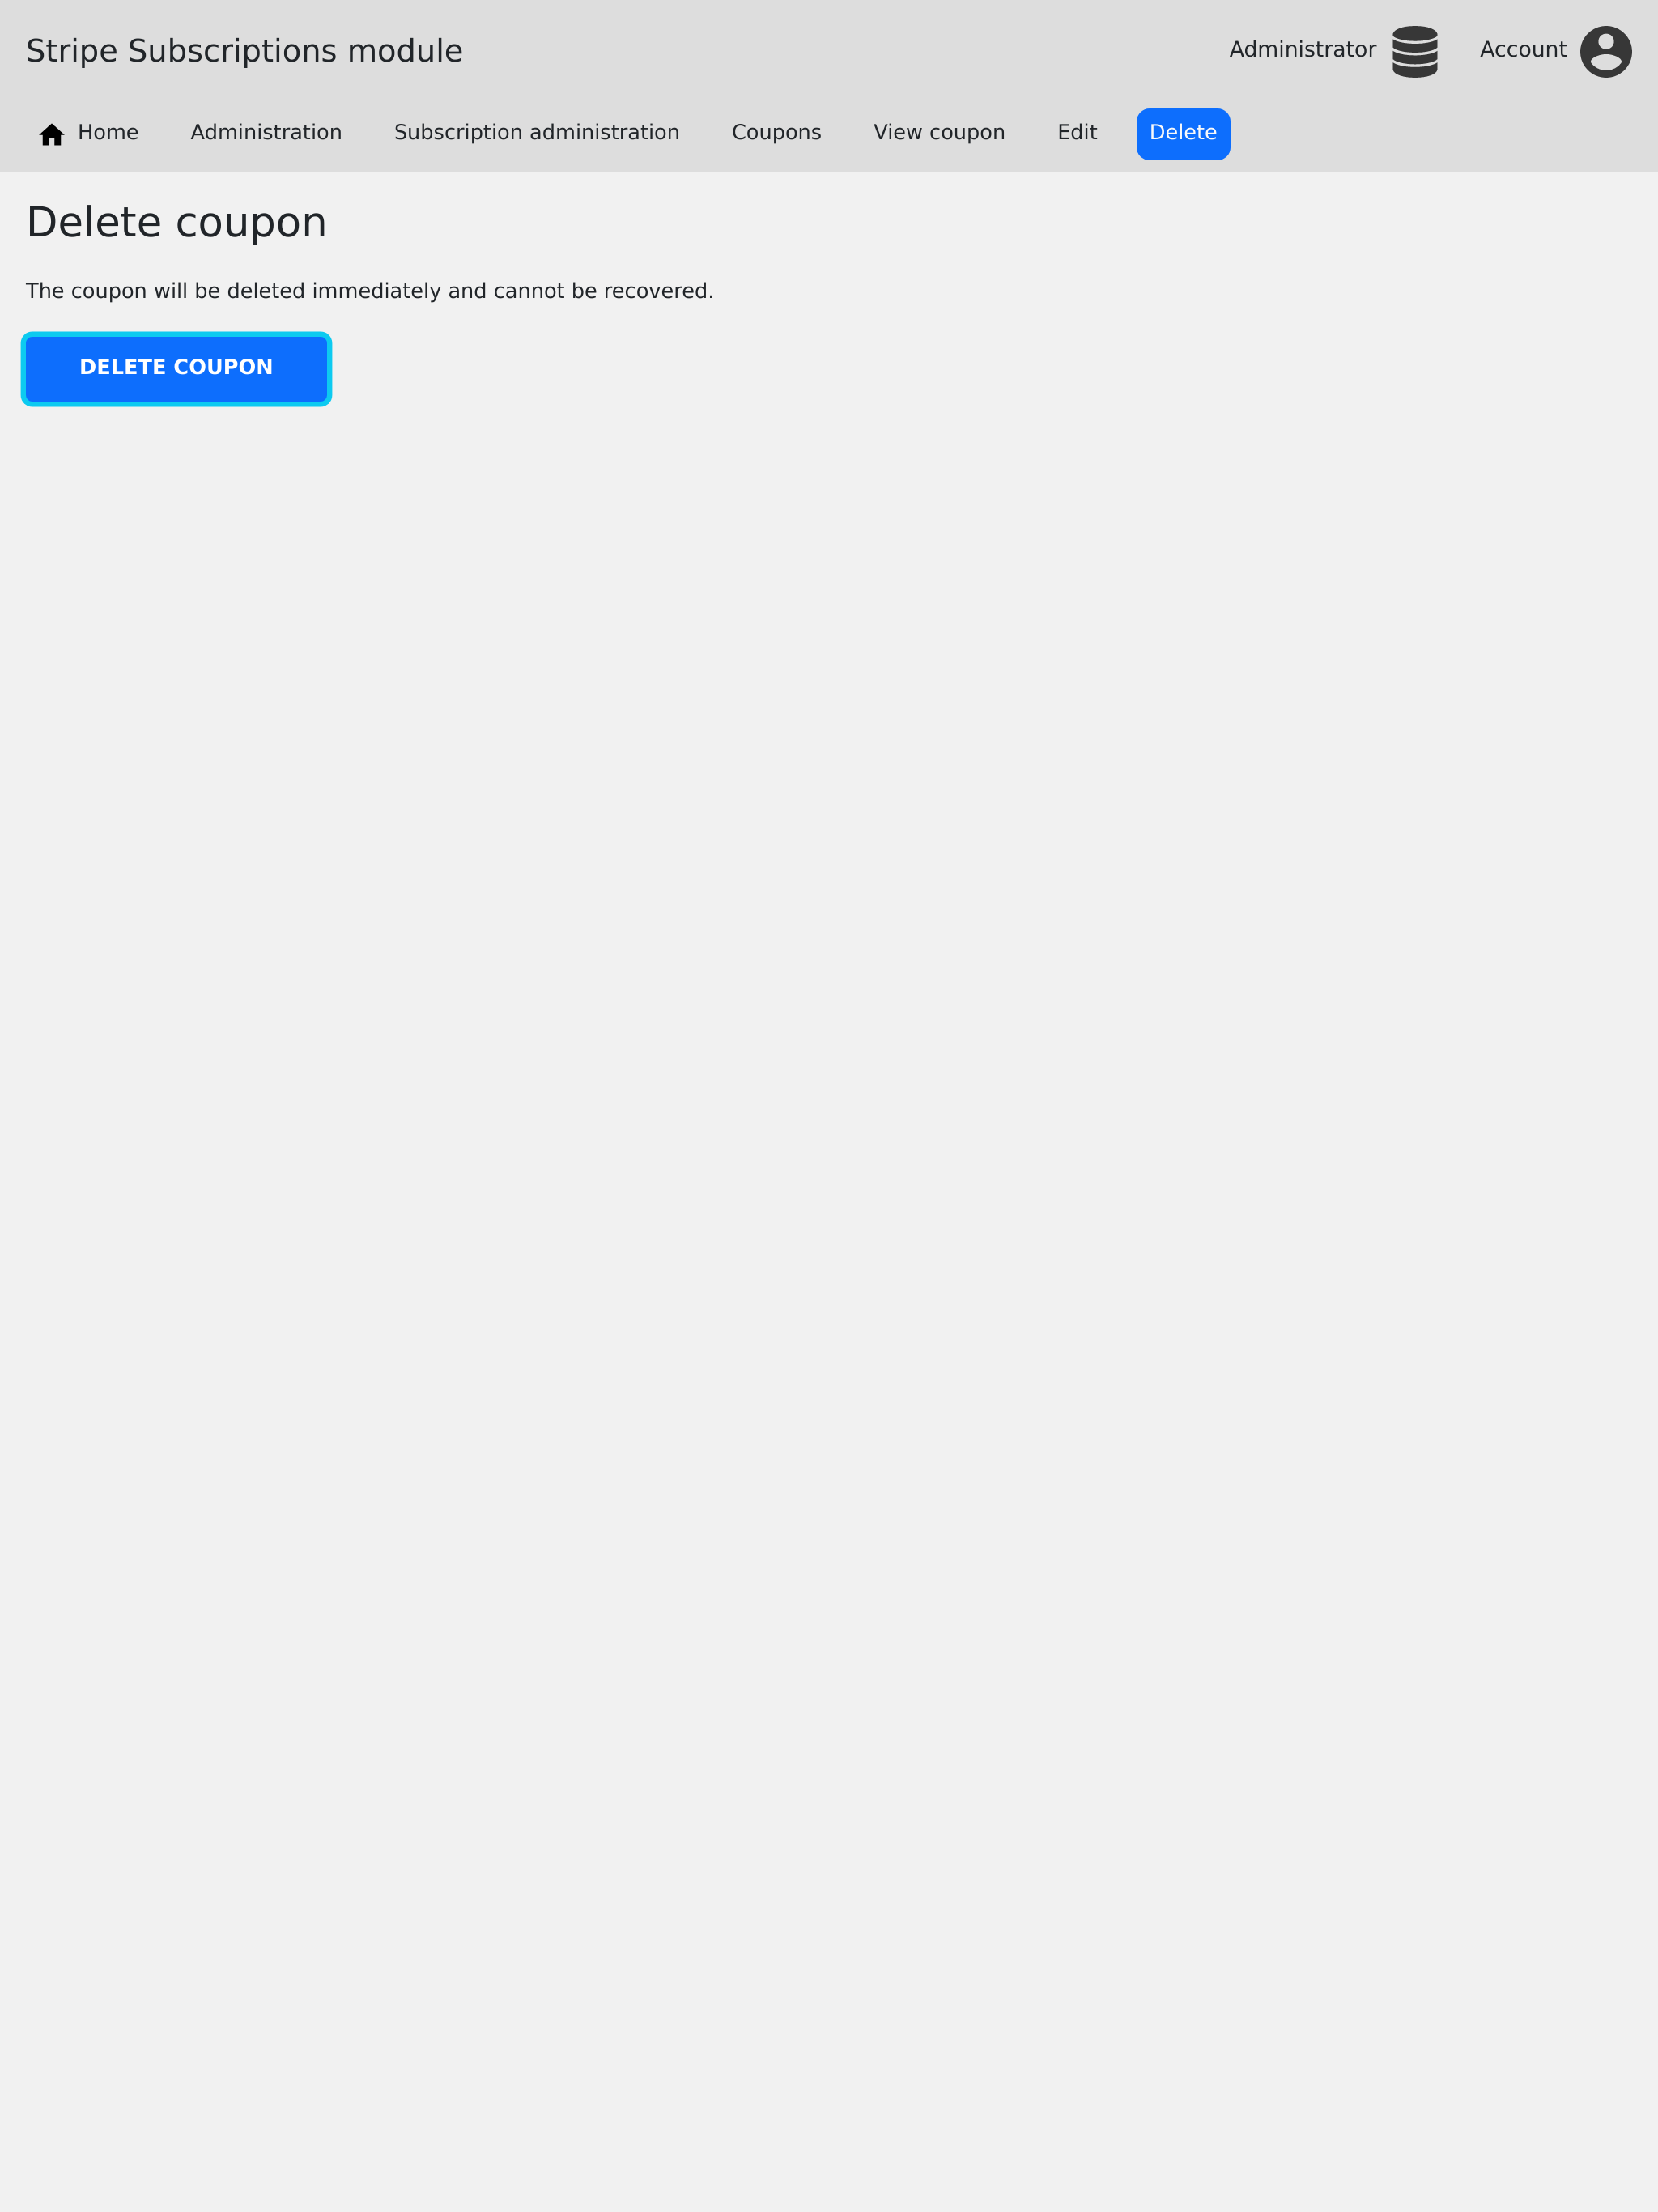 Stripe Subscriptions module
Administrator
Account
Home
Administration
Subscription administration
Coupons
View coupon
Edit
Delete
Delete coupon
The coupon will be deleted immediately and cannot be recovered.
DELETE COUPON